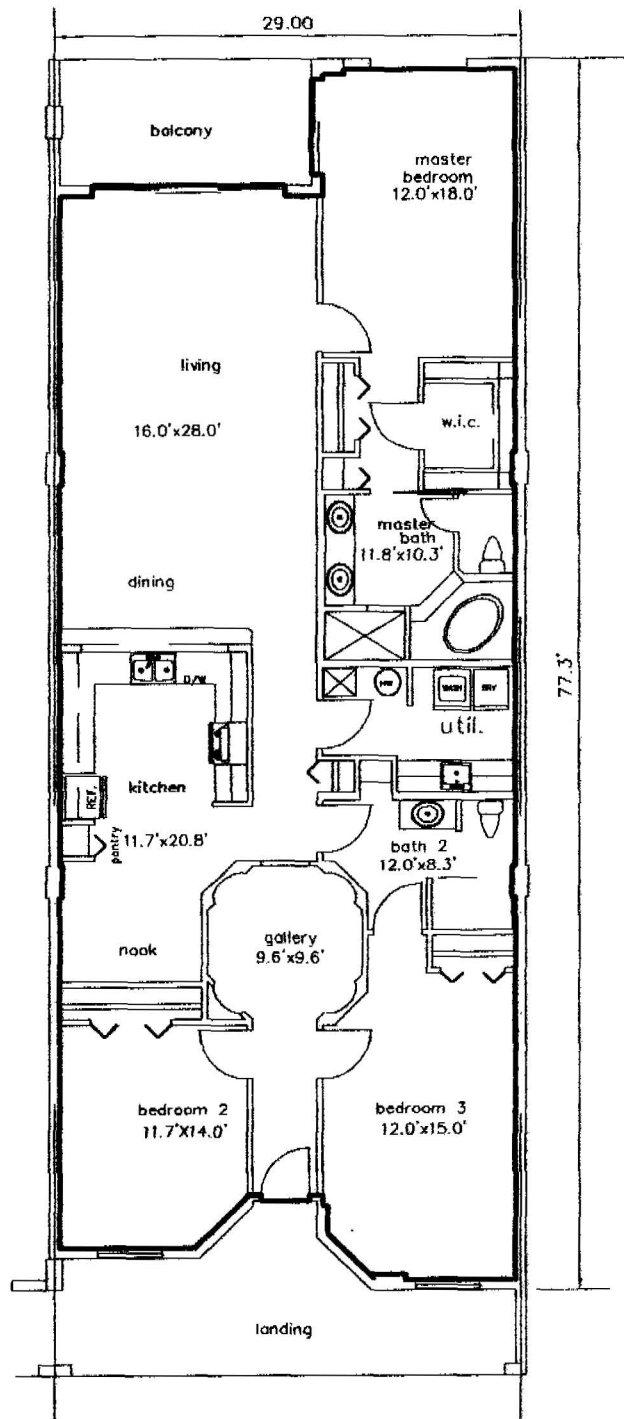 29.00
balcony
master
bedroom
12.0'x18.0'
living
16.0'x28.0'
w.i.c.
master
bath
11.8'x10.3'
dining
77.3'
D/W
HW
WASH
DRY
util.
kitchen
REF.
11.7'x20.8'
pantry
bath 2
12.0'x8.3'
gallery
9.6'x9.6'
nook
bedroom 2
11.7'X14.0'
bedroom 3
12.0'x15.0'
landing